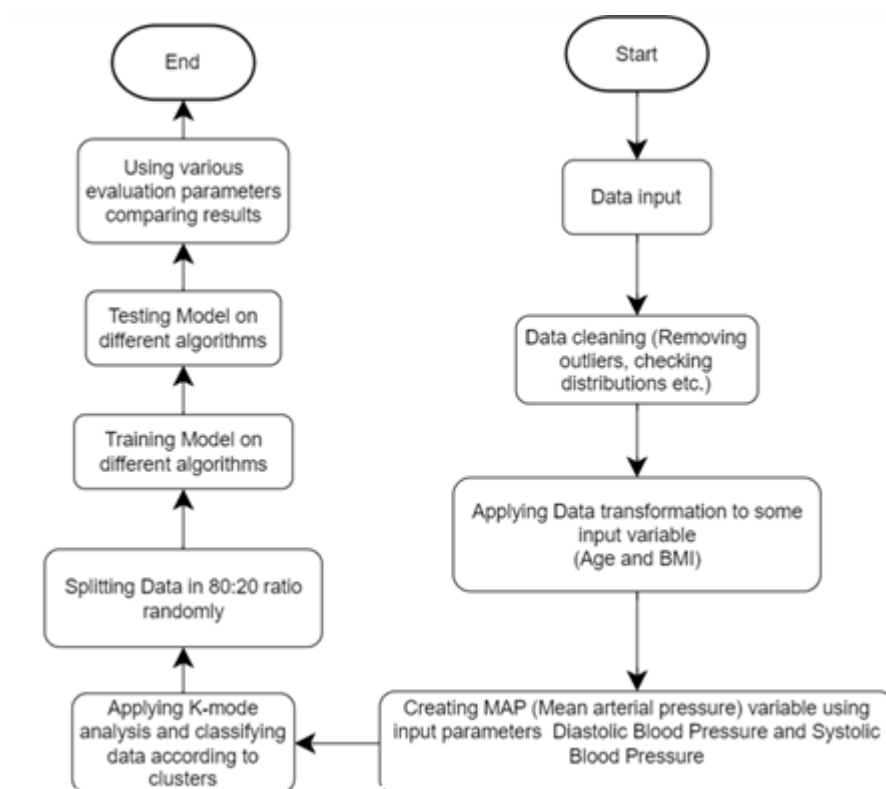 Start
Data input
Data cleaning (Removing
outliers, checking
distributions etc.)
Applying Data transformation to some
input variable
(Age and BMI)
Creating MAP (Mean arterial pressure) variable using
input parameters Diastolic Blood Pressure and Systolic
Blood Pressure
Applying K-mode
analysis and classifying
data according to
clusters
Splitting Data in 80:20 ratio
randomly
Training Model on
different algorithms
Testing Model on
different algorithms
Using various
evaluation parameters
comparing results
End